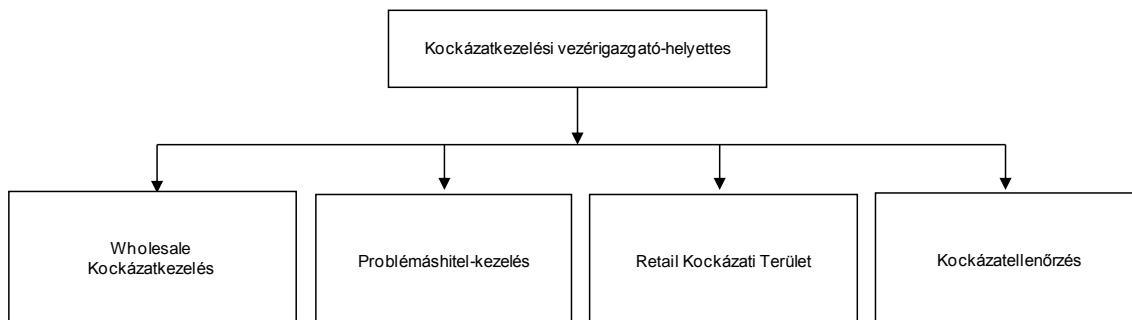 Kockázatkezelési vezérigazgató-helyettes
Wholesale
Kockázatkezelés
Problémáshitel-kezelés
Retail Kockázati Terület
Kockázatellenőrzés